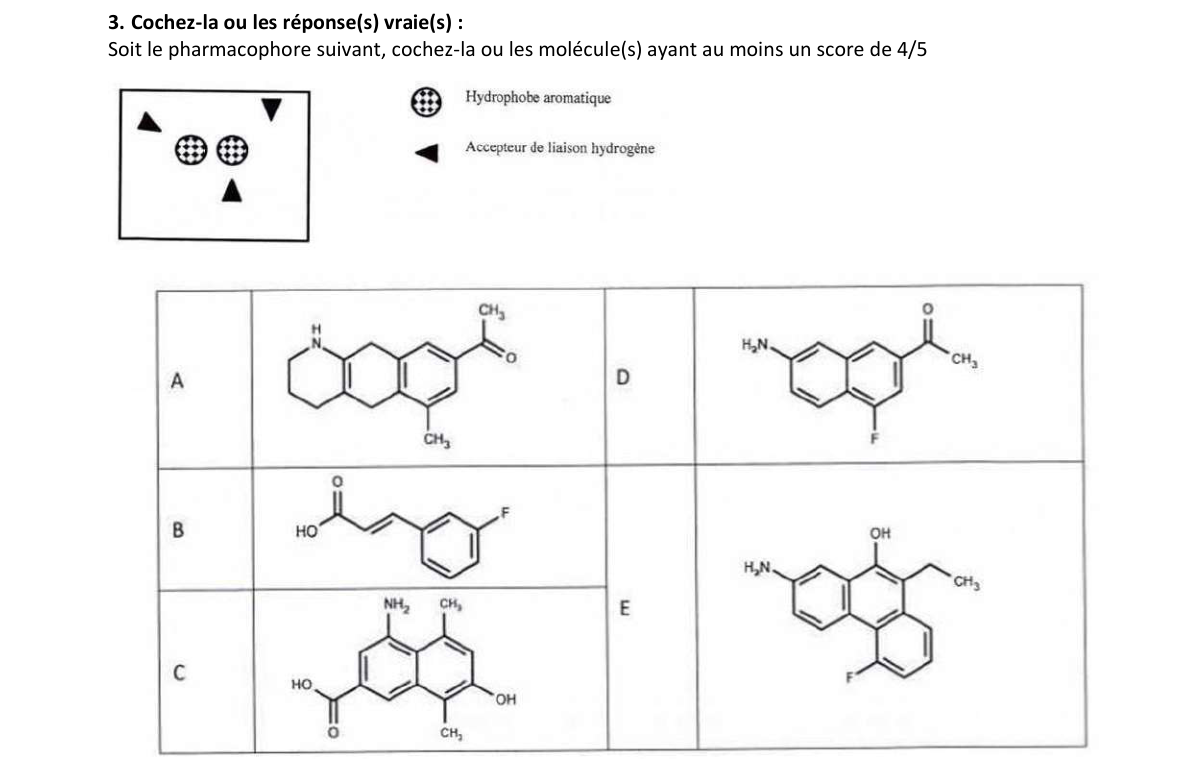 3. Cochez-la ou les réponse(s) vraie(s) :
Soit le pharmacophore suivant, cochez-la ou les molécule(s) ayant au moins un score de 4/5
Hydrophobe aromatique
Accepteur de liaison hydrogène
A
H
N
CH3
O
CH3
D
H2N
O
CH3
F
B
O
HO
F
C
NH2
CH3
HO
O
OH
CH3
E
OH
H2N
CH3
F